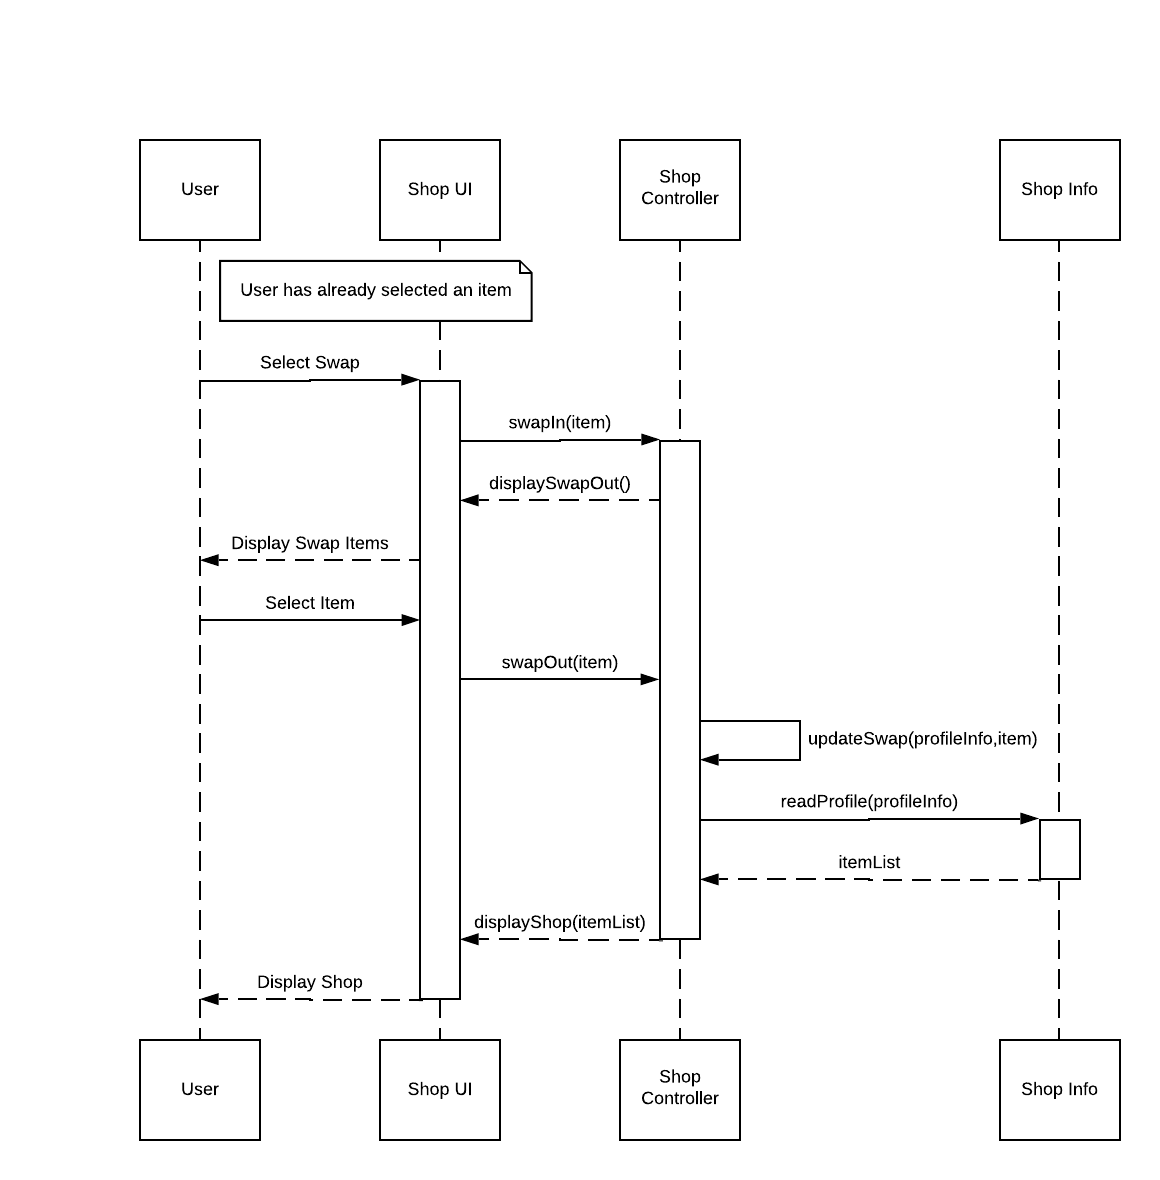 User
Shop UI
Shop
Controller
Shop Info
User has already selected an item
Select Swap
swapIn(item)
displaySwapOut()
Display Swap Items
Select Item
swapOut(item)
updateSwap(profileInfo,item)
readProfile(profileInfo)
itemList
displayShop(itemList)
Display Shop
User
Shop UI
Shop
Controller
Shop Info